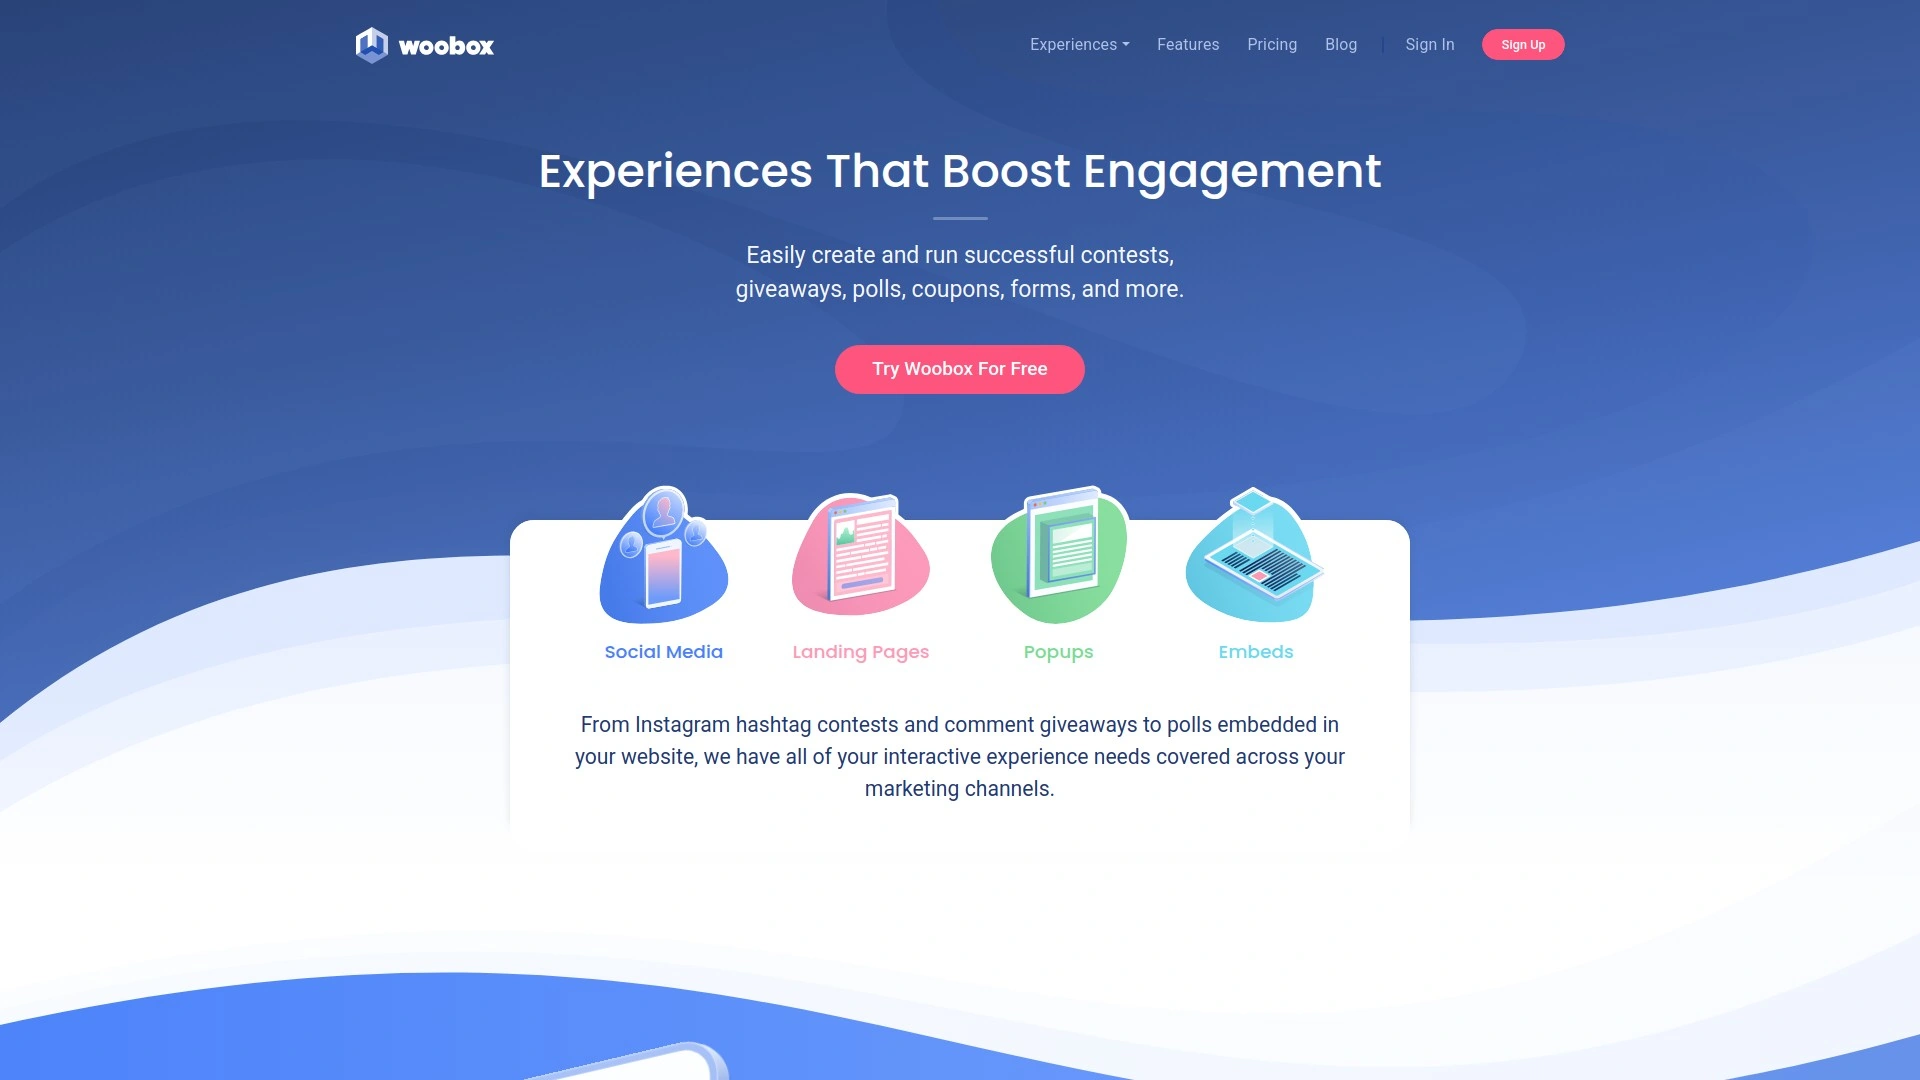 woobox
Experiences
Features
Pricing
Blog
Sign In
Sign Up
Experiences That Boost Engagement
Easily create and run successful contests,
giveaways, polls, coupons, forms, and more.
Try Woobox For Free
Social Media
Landing Pages
Popups
Embeds
From Instagram hashtag contests and comment giveaways to polls embedded in
your website, we have all of your interactive experience needs covered across your
marketing channels.